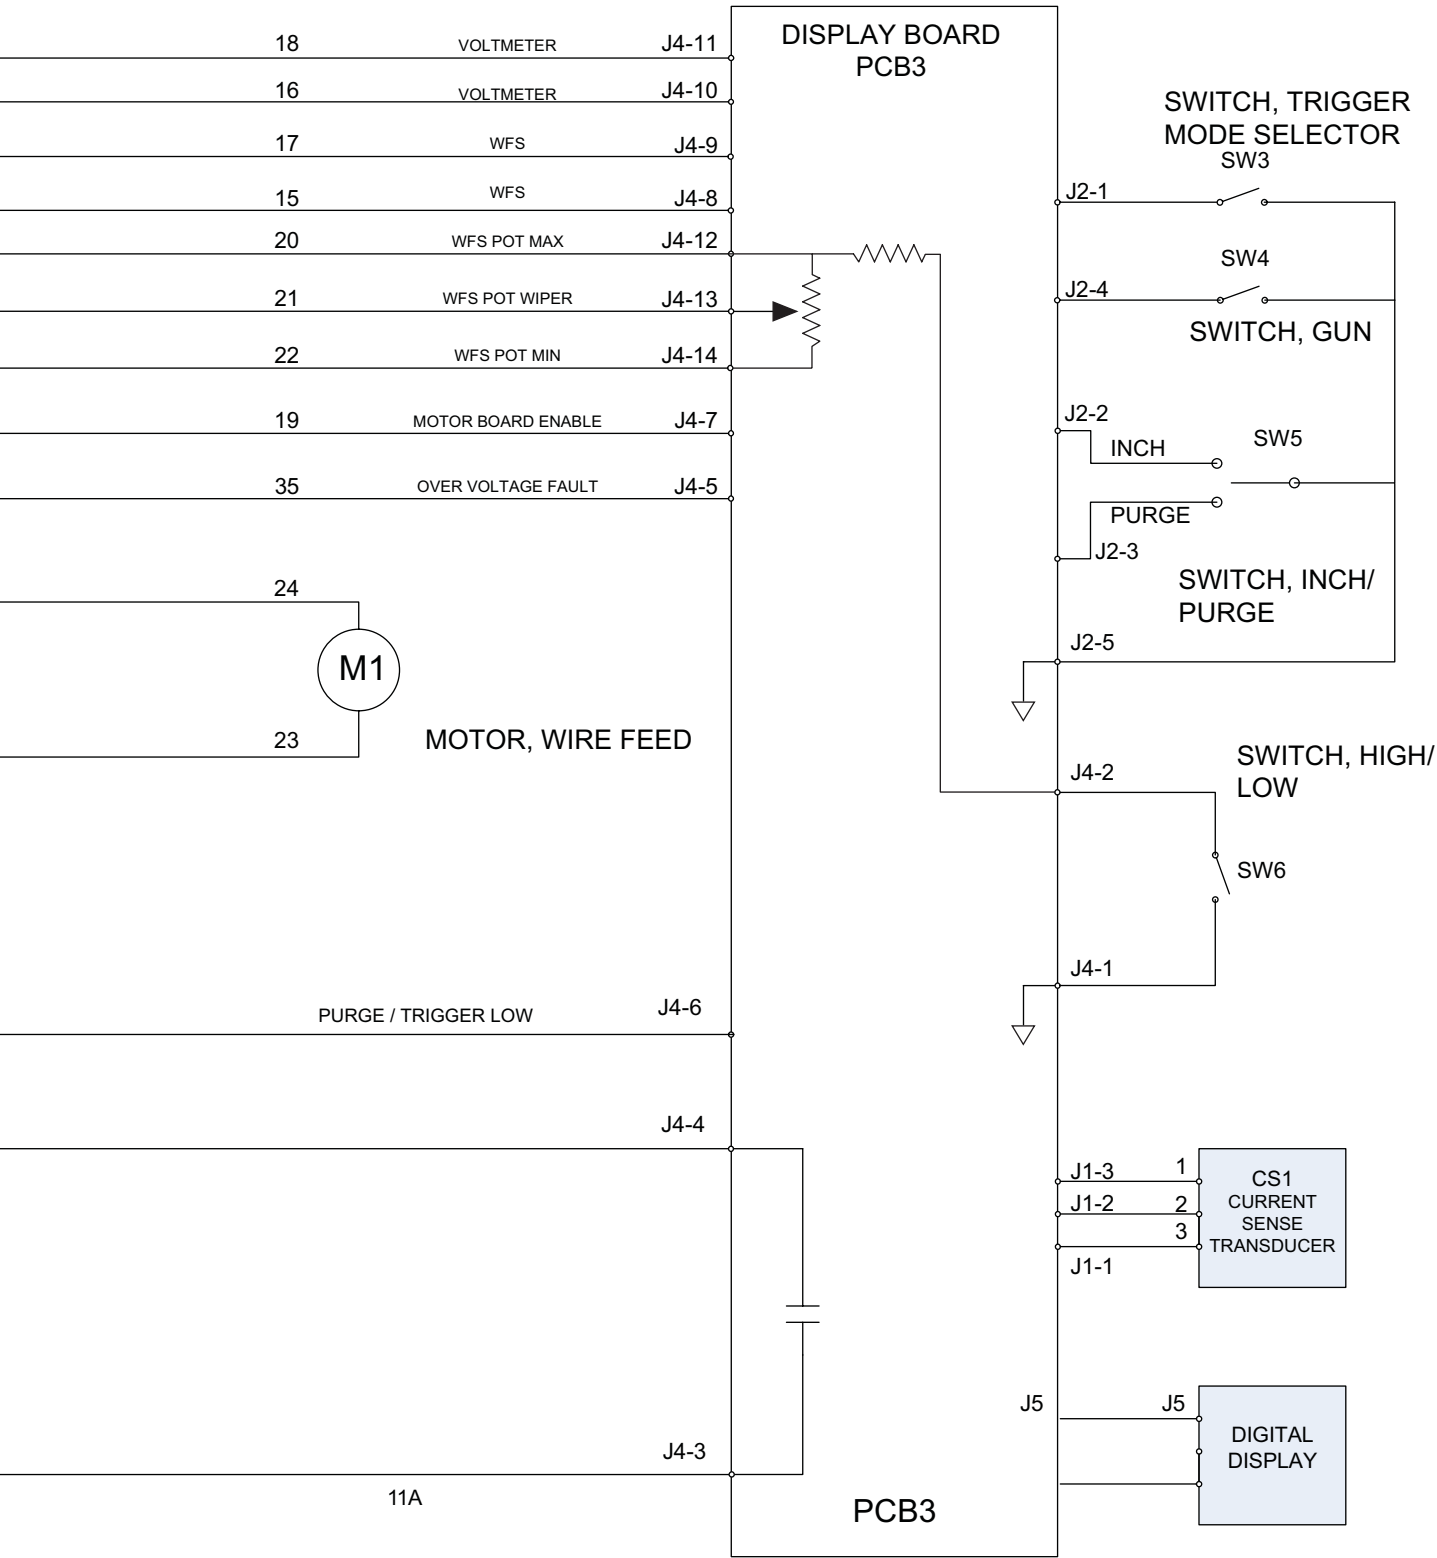 DISPLAY BOARD
PCB3
18 VOLTMETER J4-11
16 VOLTMETER J4-10
17 WFS J4-9
15 WFS J4-8
20 WFS POT MAX J4-12
21 WFS POT WIPER J4-13
22 WFS POT MIN J4-14
19 MOTOR BOARD ENABLE J4-7
35 OVER VOLTAGE FAULT J4-5
24
M1
23
MOTOR, WIRE FEED
PURGE / TRIGGER LOW J4-6
J4-4
J4-3
11A
SWITCH, TRIGGER
MODE SELECTOR
SW3
J2-1
SW4
J2-4
SWITCH, GUN
J2-2
INCH
SW5
PURGE
J2-3
SWITCH, INCH/
PURGE
J2-5
SWITCH, HIGH/
LOW
J4-2
SW6
J4-1
J1-3 1
J1-2 2
3
J1-1
CS1
CURRENT
SENSE
TRANSDUCER
J5 J5
DIGITAL
DISPLAY
PCB3